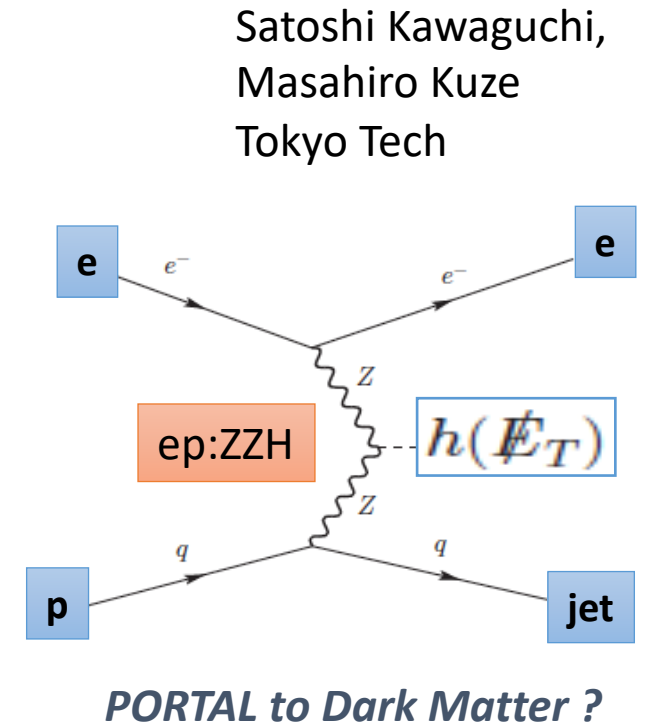 Satoshi Kawaguchi,
Masahiro Kuze
Tokyo Tech
e
e⁻
e⁻
e
Z
ep:ZZH
h(E̸_T)
Z
q
q
p
jet
PORTAL to Dark Matter ?